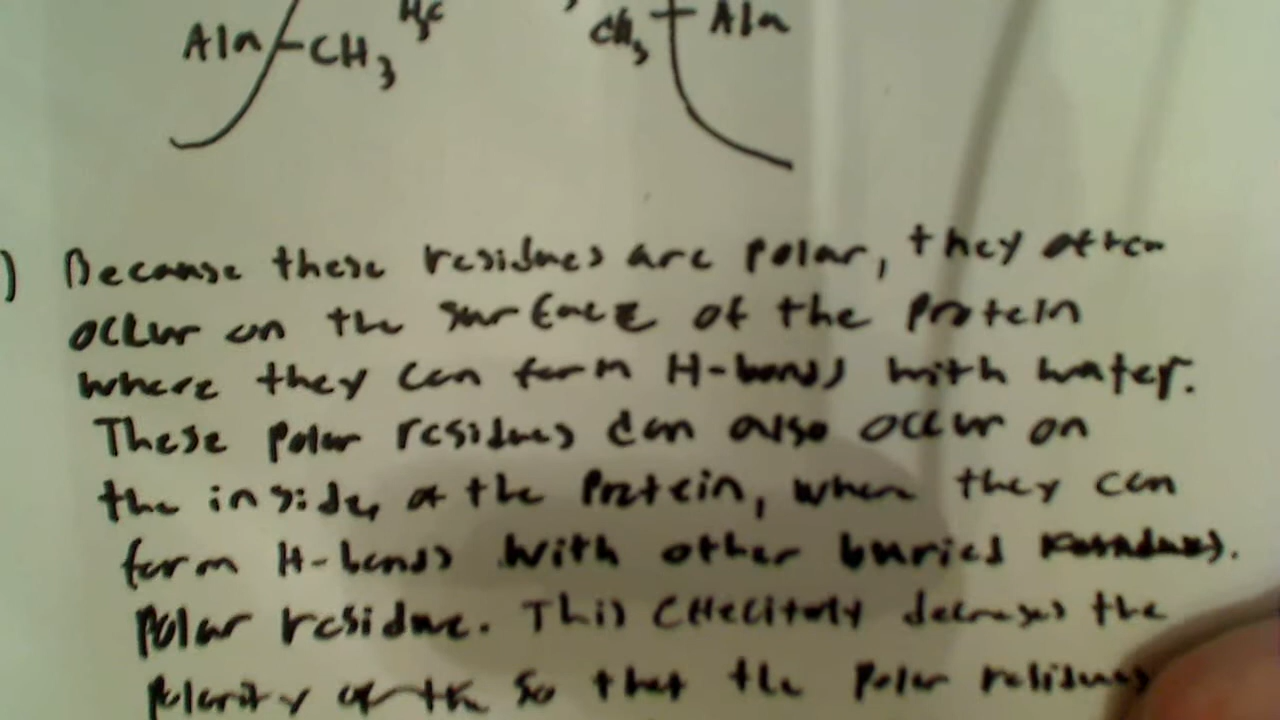 Ala CH3 H3C CH3 Ala
) Because these residues are polar, they often
occur on the surface of the protein
where they can form H-bonds with water.
These polar residues can also occur on
the inside of the protein, when they can
form H-bonds with other buried
polar residue. This effectively decreases the
polarity of the so that the polar residues